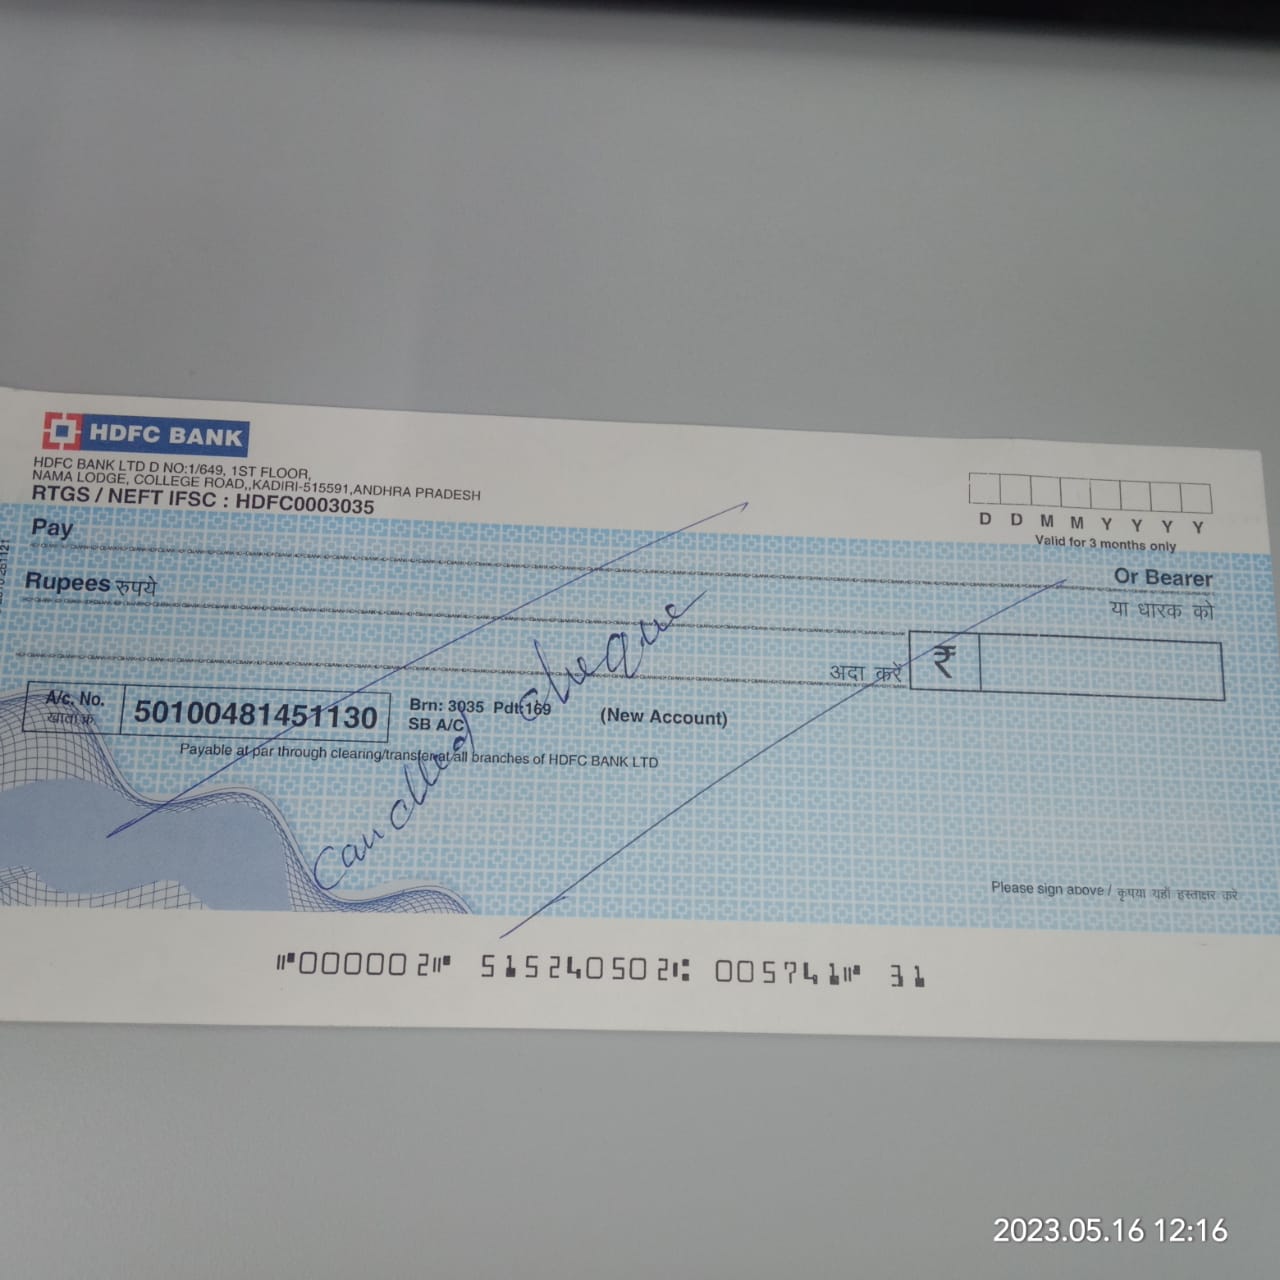 HDFC BANK
HDFC BANK LTD D NO:1/649, 1ST FLOOR,
NAMA LODGE, COLLEGE ROAD,,KADIRI-515591,ANDHRA PRADESH
RTGS / NEFT IFSC : HDFC0003035
D D M M Y Y Y Y
Valid for 3 months only
Pay
Or Bearer
या धारक को
Rupees रुपये
अदा करें
₹
A/c. No.
खाता क्र.
50100481451130
Brn: 3035 Pdt:169
SB A/C
(New Account)
Payable at par through clearing/transfer at all branches of HDFC BANK LTD
Cancelled cheque
Please sign above / कृपया यहाँ हस्ताक्षर करें
⑈000002⑈ 515240502⑆ 005741⑈ 31
2023.05.16 12:16